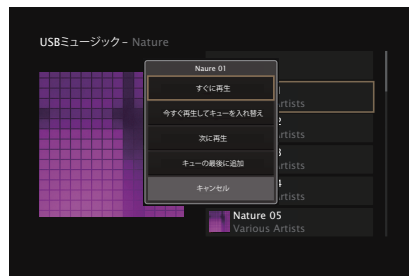 USBミュージック – Nature
Naure 01
すぐに再生
今すぐ再生してキューを入れ替え
次に再生
キューの最後に追加
キャンセル
1
Artists
2
Artists
3
Artists
4
Artists
Nature 05
Various Artists